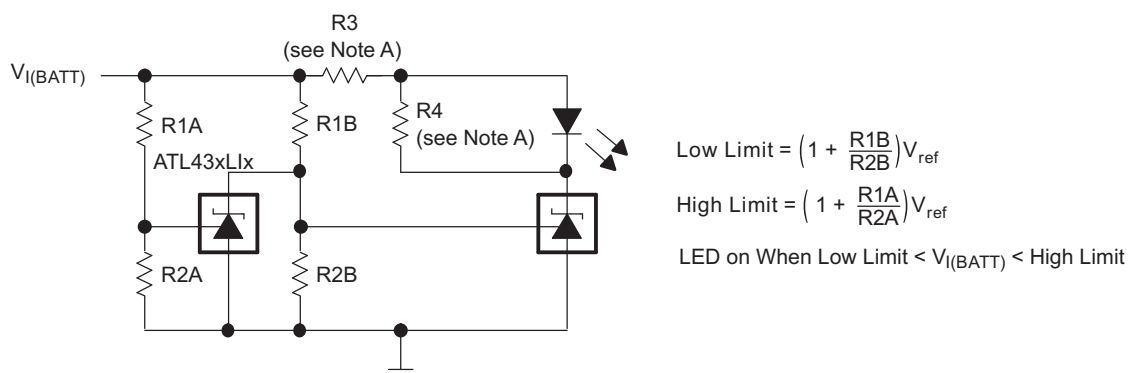 R3
(see Note A)
V_I(BATT)
R1A
R1B
R4
(see Note A)
ATL43xLIx
R2A
R2B
Low Limit = (1 + R1B/R2B)V_ref
High Limit = (1 + R1A/R2A)V_ref
LED on When Low Limit < V_I(BATT) < High Limit